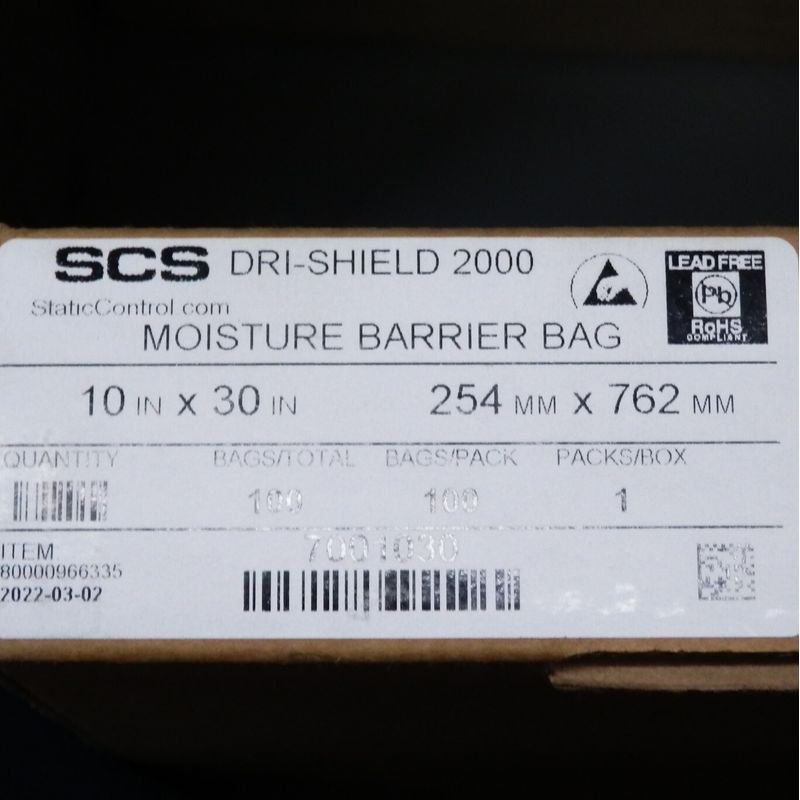 SCS DRI-SHIELD 2000
StaticControl.com
MOISTURE BARRIER BAG
LEAD FREE
Pb
RoHS
COMPLIANT
10 IN X 30 IN 254 MM X 762 MM
QUANTITY BAGS/TOTAL BAGS/PACK PACKS/BOX
100 100 1
ITEM 7001030
80000966335
2022-03-02